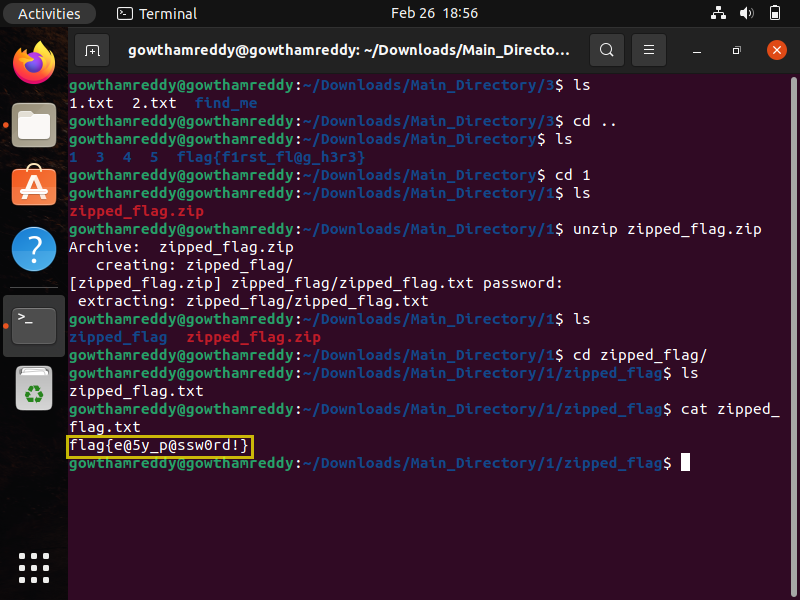 Activities
Terminal
Feb 26 18:56
gowthamreddy@gowthamreddy: ~/Downloads/Main_Directo...
gowthamreddy@gowthamreddy:~/Downloads/Main_Directory/3$ ls
1.txt 2.txt find_me
gowthamreddy@gowthamreddy:~/Downloads/Main_Directory/3$ cd ..
gowthamreddy@gowthamreddy:~/Downloads/Main_Directory$ ls
1 3 4 5 flag{f1rst_fl@g_h3r3}
gowthamreddy@gowthamreddy:~/Downloads/Main_Directory$ cd 1
gowthamreddy@gowthamreddy:~/Downloads/Main_Directory/1$ ls
zipped_flag.zip
gowthamreddy@gowthamreddy:~/Downloads/Main_Directory/1$ unzip zipped_flag.zip
Archive:  zipped_flag.zip
   creating: zipped_flag/
[zipped_flag.zip] zipped_flag/zipped_flag.txt password:
 extracting: zipped_flag/zipped_flag.txt
gowthamreddy@gowthamreddy:~/Downloads/Main_Directory/1$ ls
zipped_flag zipped_flag.zip
gowthamreddy@gowthamreddy:~/Downloads/Main_Directory/1$ cd zipped_flag/
gowthamreddy@gowthamreddy:~/Downloads/Main_Directory/1/zipped_flag$ ls
zipped_flag.txt
gowthamreddy@gowthamreddy:~/Downloads/Main_Directory/1/zipped_flag$ cat zipped_
flag.txt
flag{e@5y_p@ssw0rd!}
gowthamreddy@gowthamreddy:~/Downloads/Main_Directory/1/zipped_flag$